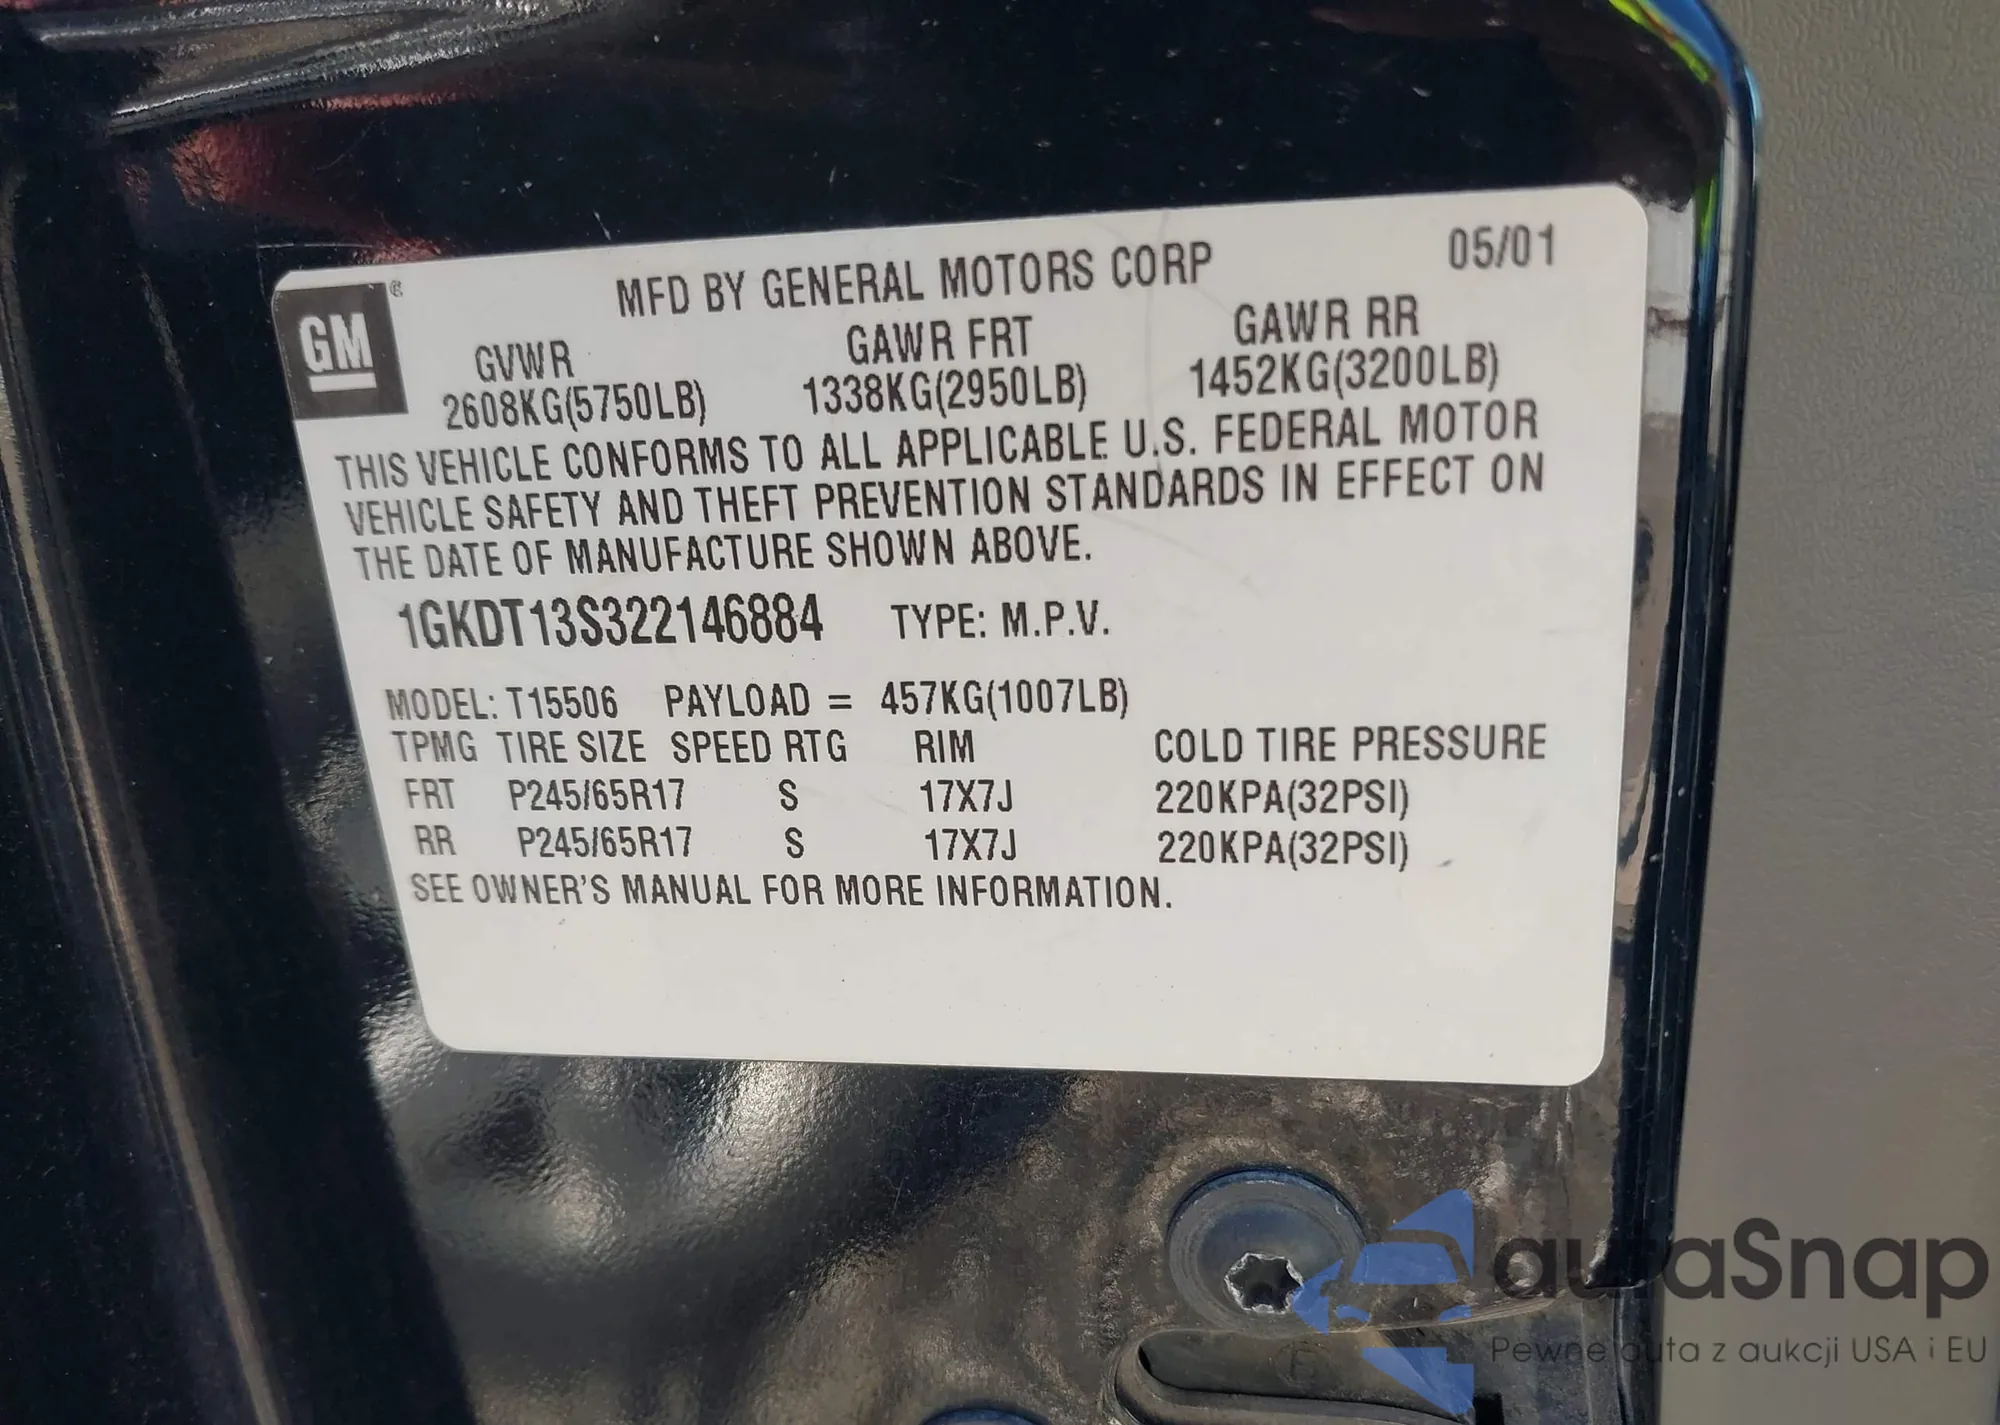 MFD BY GENERAL MOTORS CORP 05/01
GM ®
GVWR GAWR FRT GAWR RR
2608KG(5750LB) 1338KG(2950LB) 1452KG(3200LB)
THIS VEHICLE CONFORMS TO ALL APPLICABLE U.S. FEDERAL MOTOR
VEHICLE SAFETY AND THEFT PREVENTION STANDARDS IN EFFECT ON
THE DATE OF MANUFACTURE SHOWN ABOVE.
1GKDT13S322146884 TYPE: M.P.V.
MODEL: T15506 PAYLOAD = 457KG(1007LB)
TPMG TIRE SIZE SPEED RTG RIM COLD TIRE PRESSURE
FRT P245/65R17 S 17X7J 220KPA(32PSI)
RR P245/65R17 S 17X7J 220KPA(32PSI)
SEE OWNER'S MANUAL FOR MORE INFORMATION.
autaSnap
Pewne auta z aukcji USA i EU